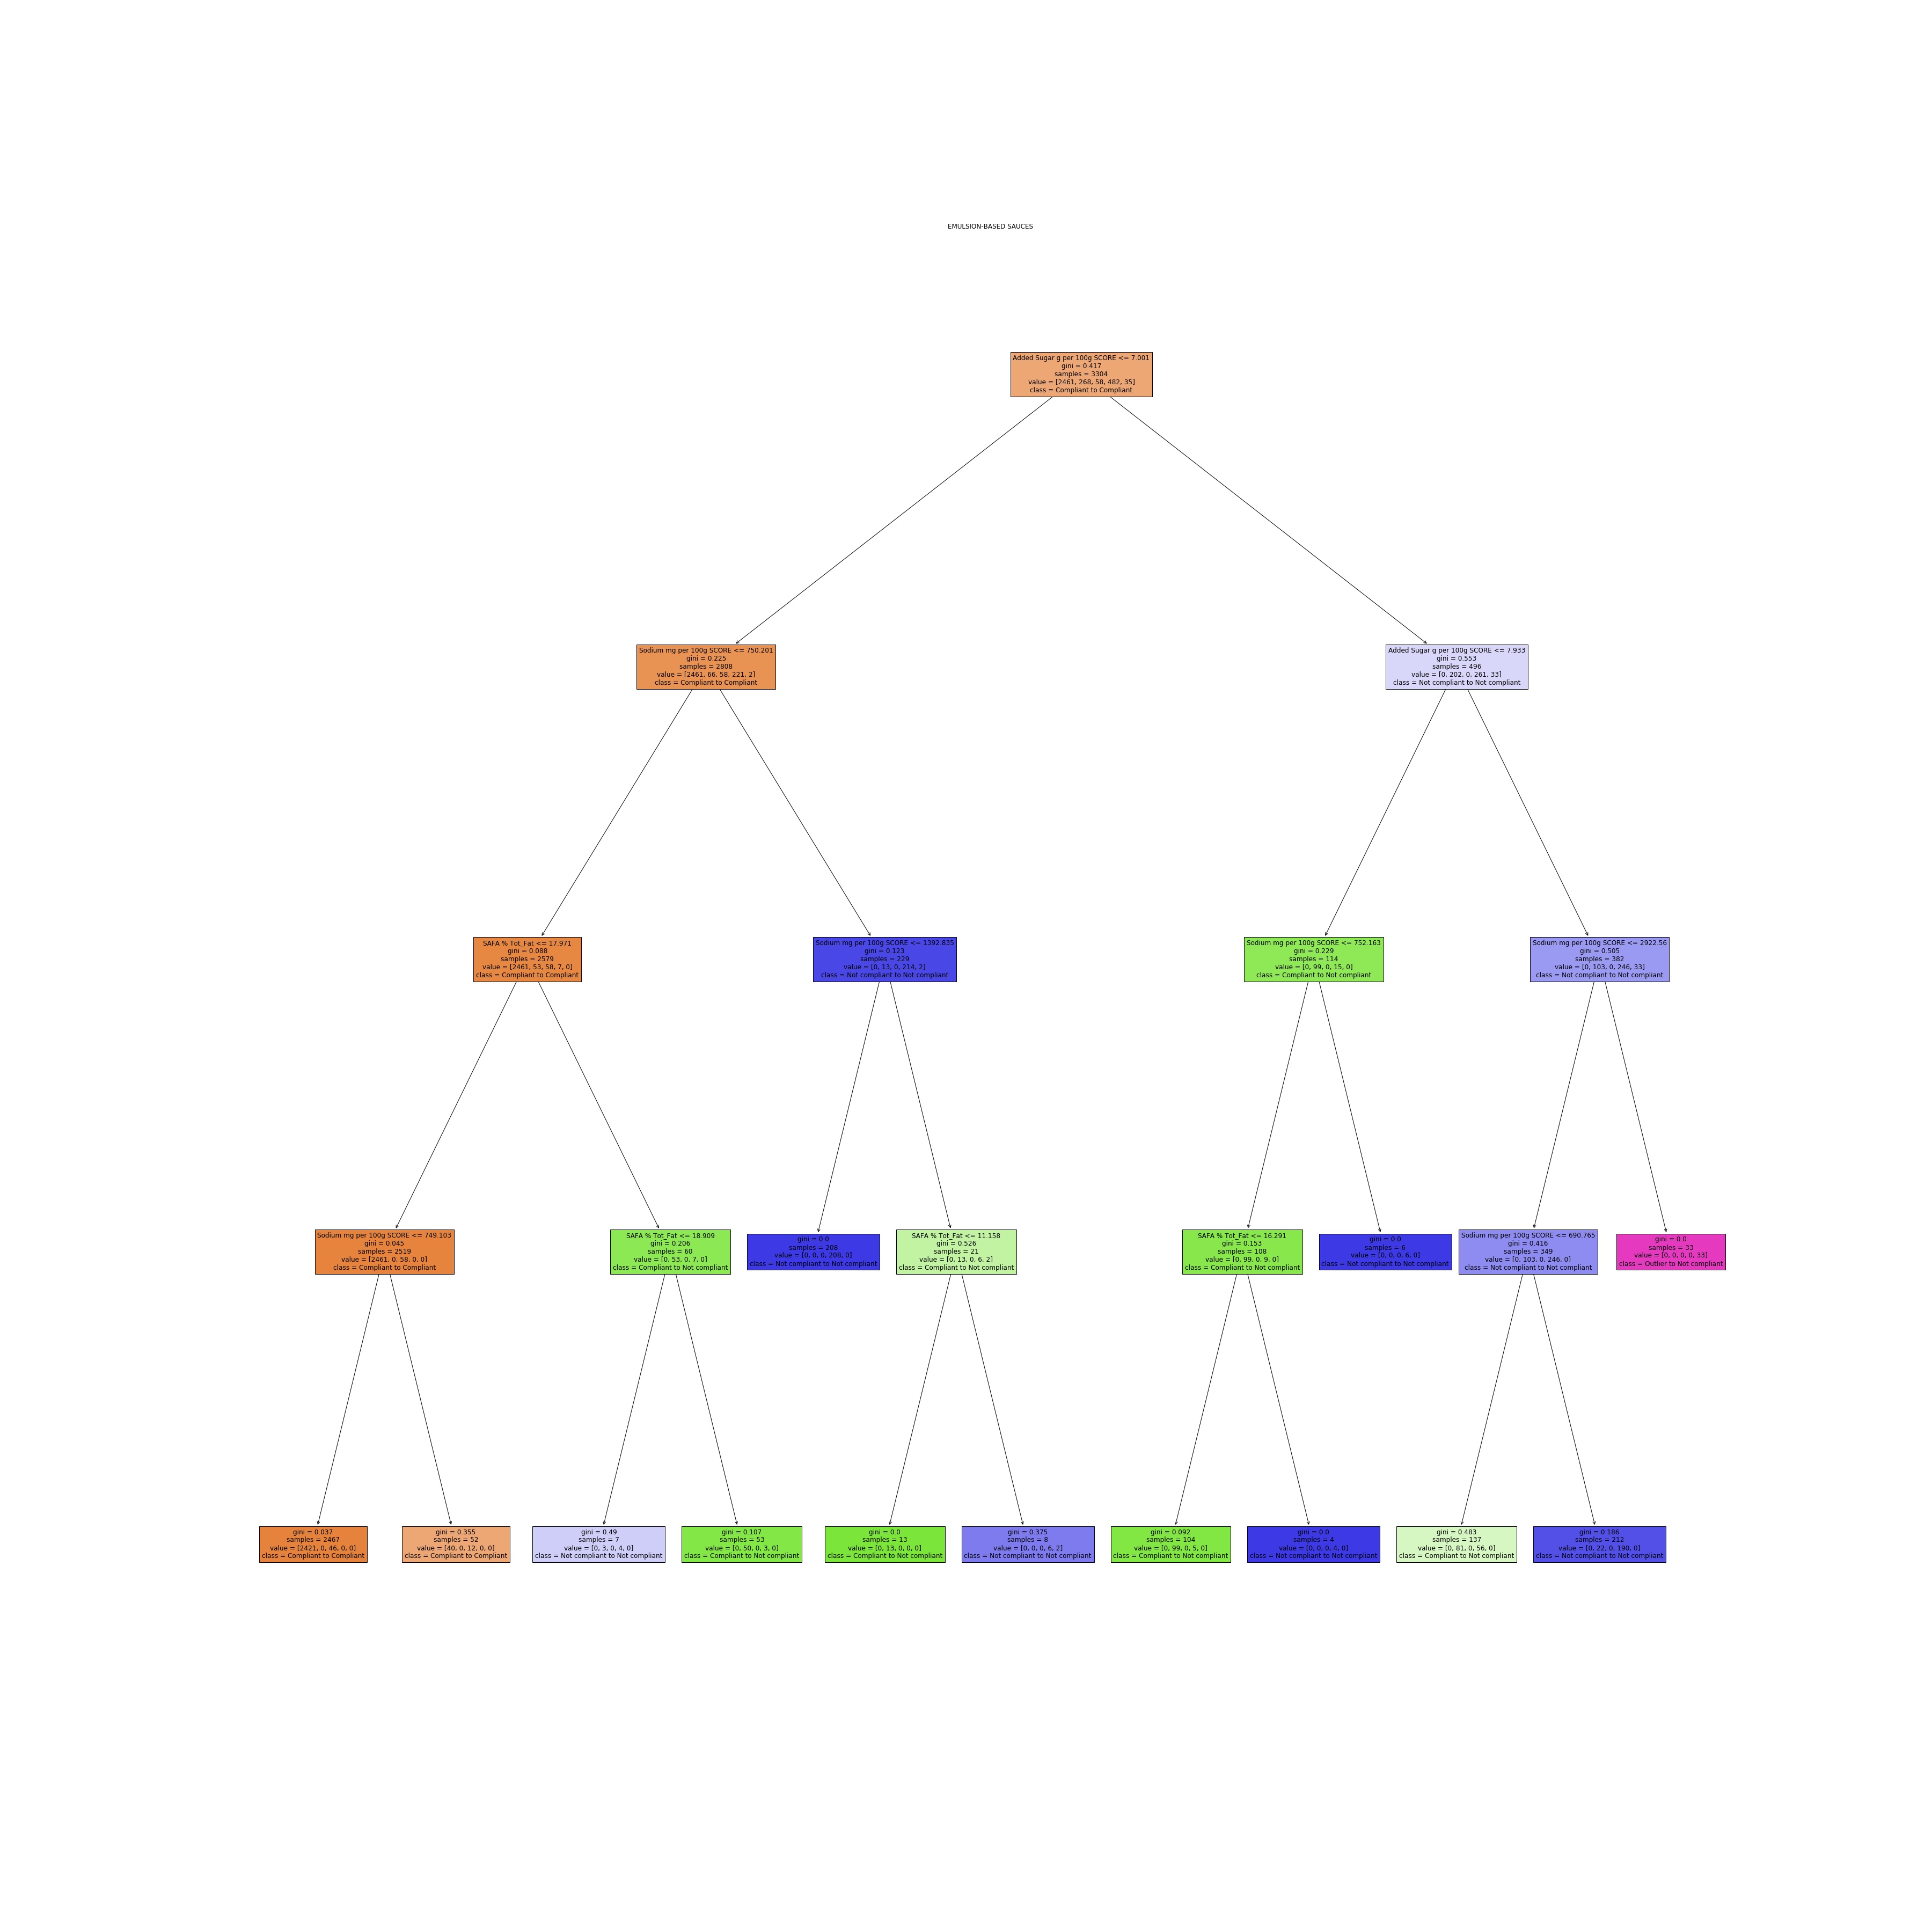 EMULSION-BASED SAUCES
Added Sugar g per 100g SCORE <= 7.001
gini = 0.417
samples = 3304
value = [2461, 268, 58, 482, 35]
class = Compliant to Compliant
Sodium mg per 100g SCORE <= 750.201
gini = 0.225
samples = 2808
value = [2461, 66, 58, 221, 2]
class = Compliant to Compliant
Added Sugar g per 100g SCORE <= 7.933
gini = 0.553
samples = 496
value = [0, 202, 0, 261, 33]
class = Not compliant to Not compliant
SAFA % Tot_Fat <= 17.971
gini = 0.088
samples = 2579
value = [2461, 53, 58, 7, 0]
class = Compliant to Compliant
Sodium mg per 100g SCORE <= 1392.835
gini = 0.123
samples = 229
value = [0, 13, 0, 214, 2]
class = Not compliant to Not compliant
Sodium mg per 100g SCORE <= 752.163
gini = 0.229
samples = 114
value = [0, 99, 0, 15, 0]
class = Compliant to Not compliant
Sodium mg per 100g SCORE <= 2922.56
gini = 0.505
samples = 382
value = [0, 103, 0, 246, 33]
class = Not compliant to Not compliant
Sodium mg per 100g SCORE <= 749.103
gini = 0.045
samples = 2519
value = [2461, 0, 58, 0, 0]
class = Compliant to Compliant
SAFA % Tot_Fat <= 18.909
gini = 0.206
samples = 60
value = [0, 53, 0, 7, 0]
class = Compliant to Not compliant
gini = 0.0
samples = 208
value = [0, 0, 0, 208, 0]
class = Not compliant to Not compliant
SAFA % Tot_Fat <= 11.158
gini = 0.526
samples = 21
value = [0, 13, 0, 6, 2]
class = Compliant to Not compliant
SAFA % Tot_Fat <= 16.291
gini = 0.153
samples = 108
value = [0, 99, 0, 9, 0]
class = Compliant to Not compliant
gini = 0.0
samples = 6
value = [0, 0, 0, 6, 0]
class = Not compliant to Not compliant
Sodium mg per 100g SCORE <= 690.765
gini = 0.416
samples = 349
value = [0, 103, 0, 246, 0]
class = Not compliant to Not compliant
gini = 0.0
samples = 33
value = [0, 0, 0, 0, 33]
class = Outlier to Not compliant
gini = 0.037
samples = 2467
value = [2421, 0, 46, 0, 0]
class = Compliant to Compliant
gini = 0.355
samples = 52
value = [40, 0, 12, 0, 0]
class = Compliant to Compliant
gini = 0.49
samples = 7
value = [0, 3, 0, 4, 0]
class = Not compliant to Not compliant
gini = 0.107
samples = 53
value = [0, 50, 0, 3, 0]
class = Compliant to Not compliant
gini = 0.0
samples = 13
value = [0, 13, 0, 0, 0]
class = Compliant to Not compliant
gini = 0.375
samples = 8
value = [0, 0, 0, 6, 2]
class = Not compliant to Not compliant
gini = 0.092
samples = 104
value = [0, 99, 0, 5, 0]
class = Compliant to Not compliant
gini = 0.0
samples = 4
value = [0, 0, 0, 4, 0]
class = Not compliant to Not compliant
gini = 0.483
samples = 137
value = [0, 81, 0, 56, 0]
class = Compliant to Not compliant
gini = 0.186
samples = 212
value = [0, 22, 0, 190, 0]
class = Not compliant to Not compliant